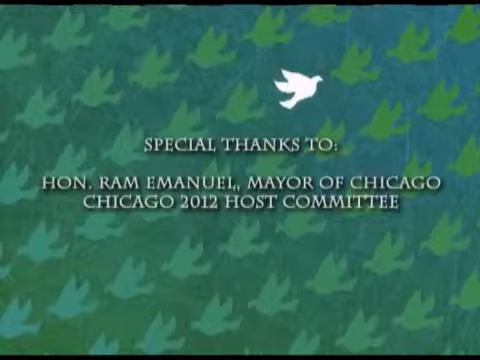 SPECIAL THANKS TO:
HON. RAM EMANUEL, MAYOR OF CHICAGO
CHICAGO 2012 HOST COMMITTEE